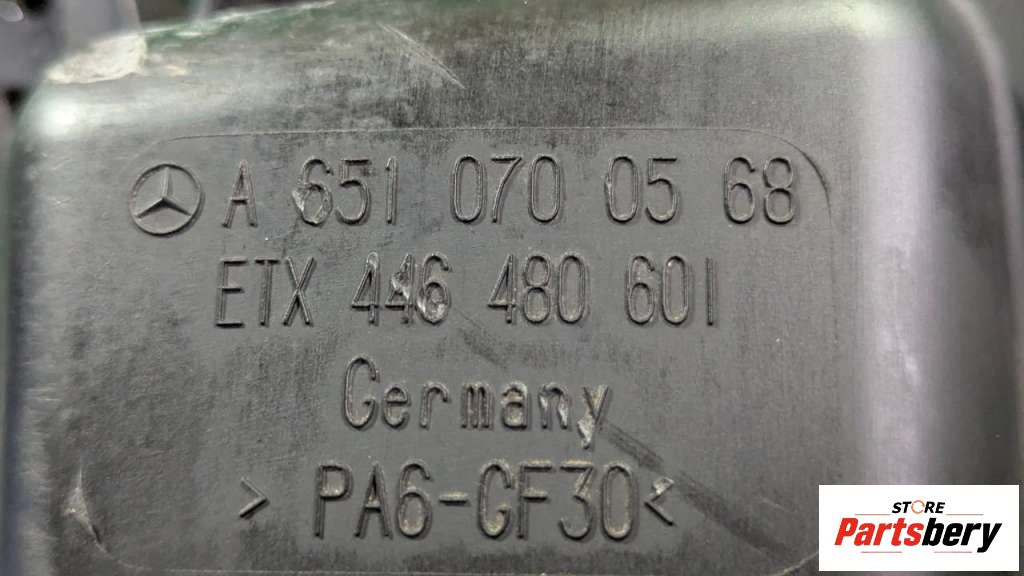 A 651 070 05 68
ETX 446 480 601
Germany
> PA6-GF30<
STORE
Partsbery